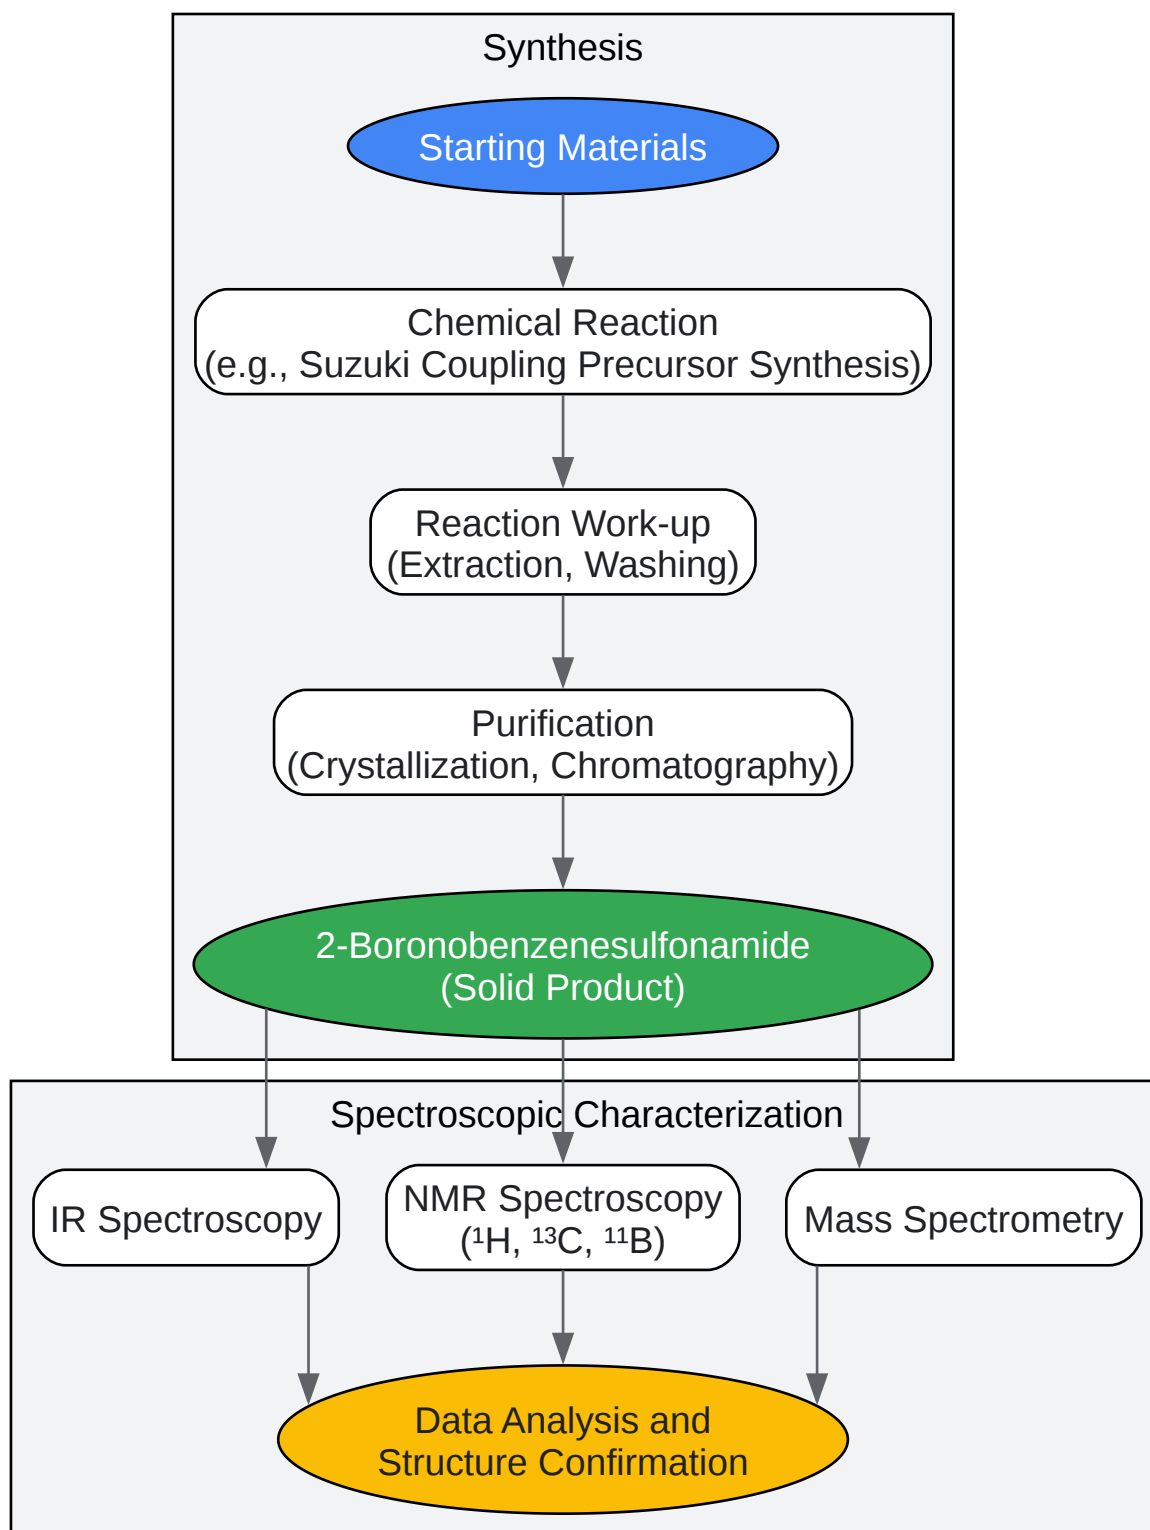 Synthesis
Starting Materials
Chemical Reaction
(e.g., Suzuki Coupling Precursor Synthesis)
Reaction Work-up
(Extraction, Washing)
Purification
(Crystallization, Chromatography)
2-Boronobenzenesulfonamide
(Solid Product)
Spectroscopic Characterization
IR Spectroscopy
NMR Spectroscopy
(¹H, ¹³C, ¹¹B)
Mass Spectrometry
Data Analysis and
Structure Confirmation